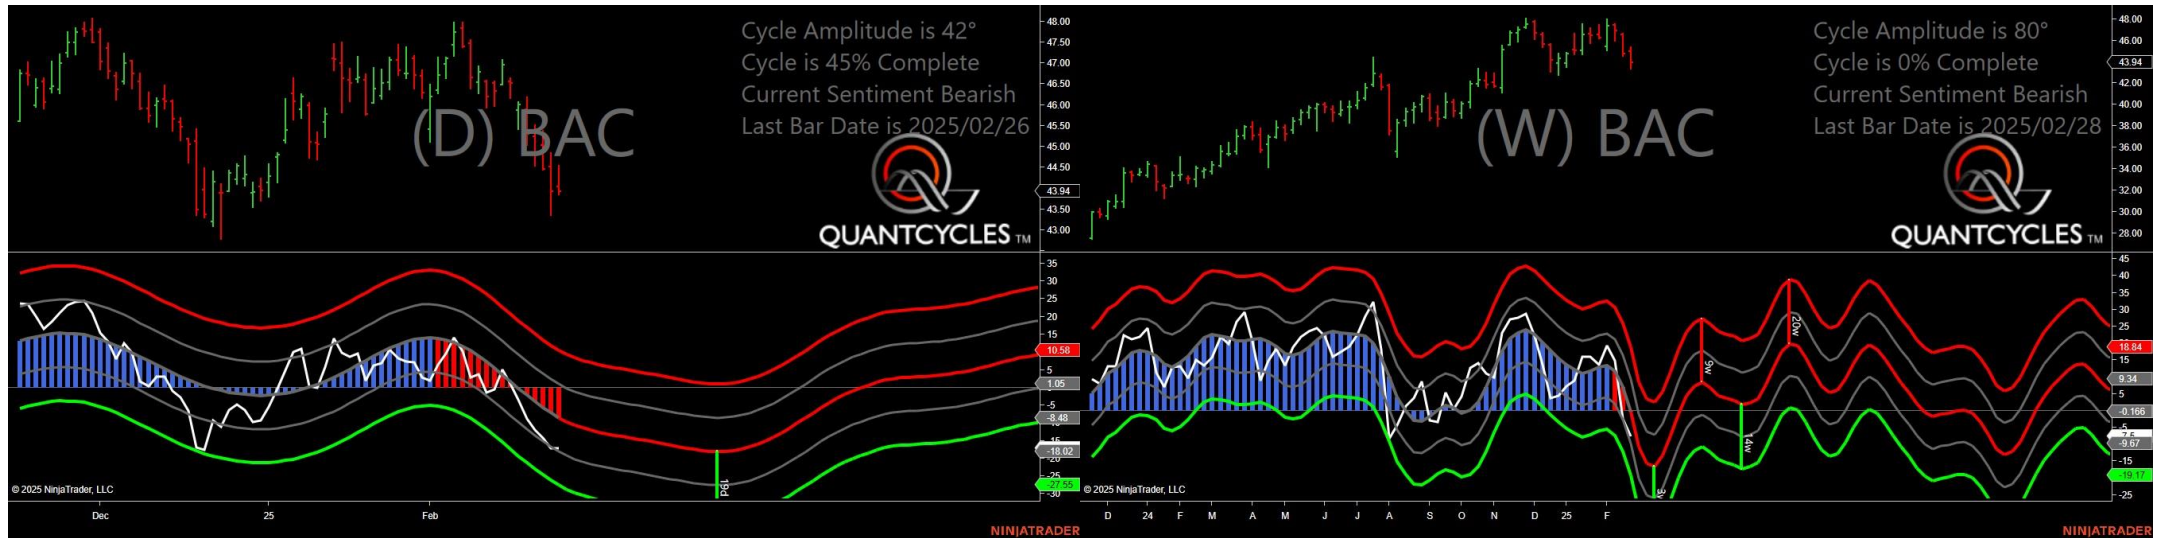 Cycle Amplitude is 42°
Cycle is 45% Complete
Current Sentiment Bearish
Last Bar Date is 2025/02/26
(D) BAC
QUANTCYCLES TM
48.00
47.50
47.00
46.50
46.00
45.50
45.00
44.50
43.94
43.50
43.00
35
30
25
20
15
10.58
5
1.05
-5
-8.48
-18.02
-25
-27.55
-30
19d
© 2025 NinjaTrader, LLC
Dec
25
Feb
NINJATRADER
Cycle Amplitude is 80°
Cycle is 0% Complete
Current Sentiment Bearish
Last Bar Date is 2025/02/28
(W) BAC
QUANTCYCLES TM
48.00
46.00
43.94
42.00
40.00
38.00
36.00
34.00
32.00
30.00
28.00
45
40
35
30
25
18.84
15
9.34
5
-0.166
-9.67
-15
-19.17
-25
9w
20w
14w
© 2025 NinjaTrader, LLC
D
24
F
M
A
M
J
J
A
S
O
N
D
25
F
NINJATRADER